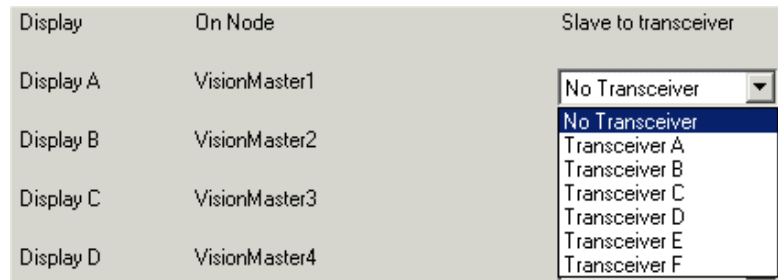 Display On Node Slave to transceiver
Display A VisionMaster1 No Transceiver
No Transceiver
Transceiver A
Display B VisionMaster2 Transceiver B
Transceiver C
Display C VisionMaster3 Transceiver D
Transceiver E
Display D VisionMaster4 Transceiver F